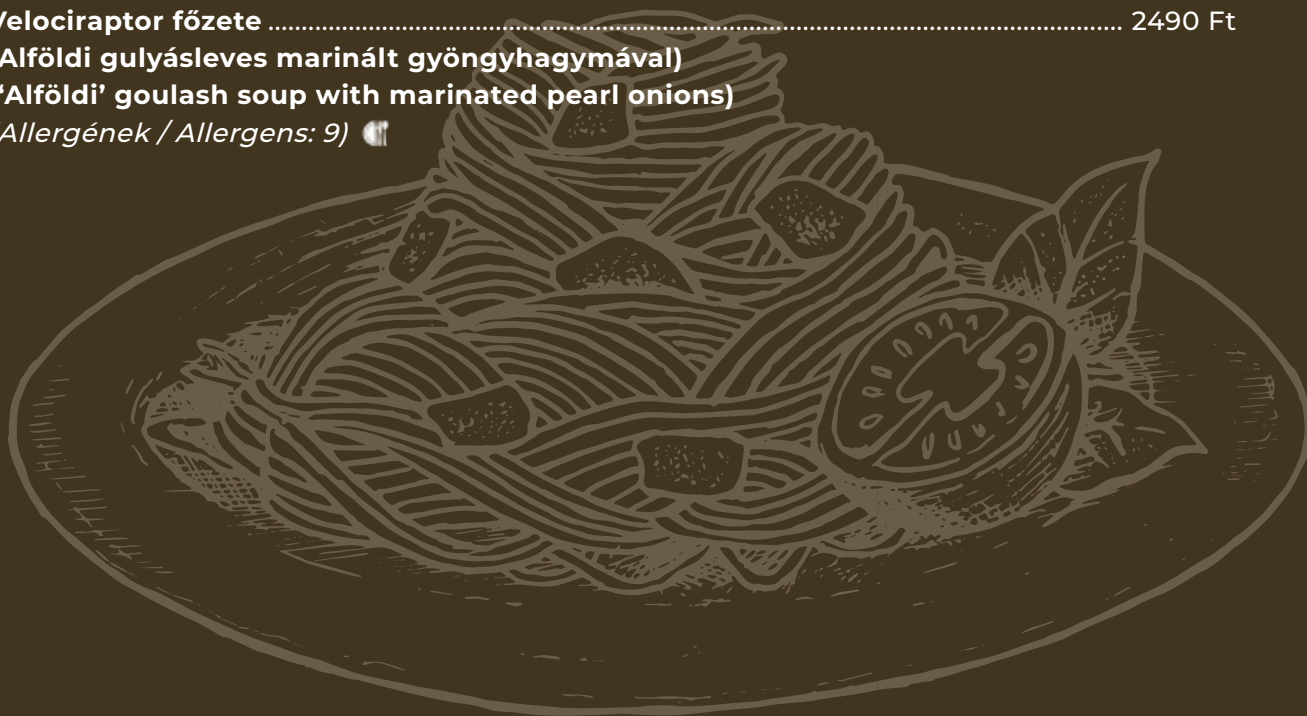 Velociraptor főzete ........................................................................................................................... 2490 Ft
Alföldi gulyásleves marinált gyöngyhagymával)
‘Alföldi’ goulash soup with marinated pearl onions)
Allergének / Allergens: 9)